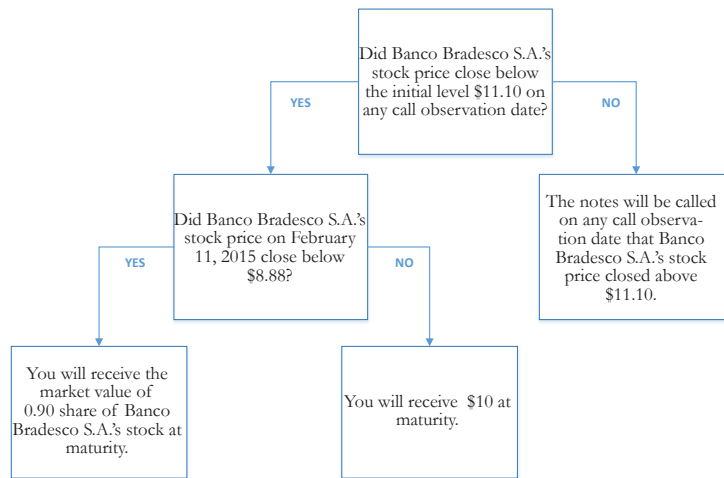 Did Banco Bradesco S.A.'s
stock price close below
the initial level $11.10 on
any call observation date?
YES
NO
Did Banco Bradesco S.A.'s
stock price on February
11, 2015 close below
$8.88?
The notes will be called
on any call observa-
tion date that Banco
Bradesco S.A.'s stock
price closed above
$11.10.
YES
NO
You will receive the
market value of
0.90 share of Banco
Bradesco S.A.'s stock at
maturity.
You will receive $10 at
maturity.